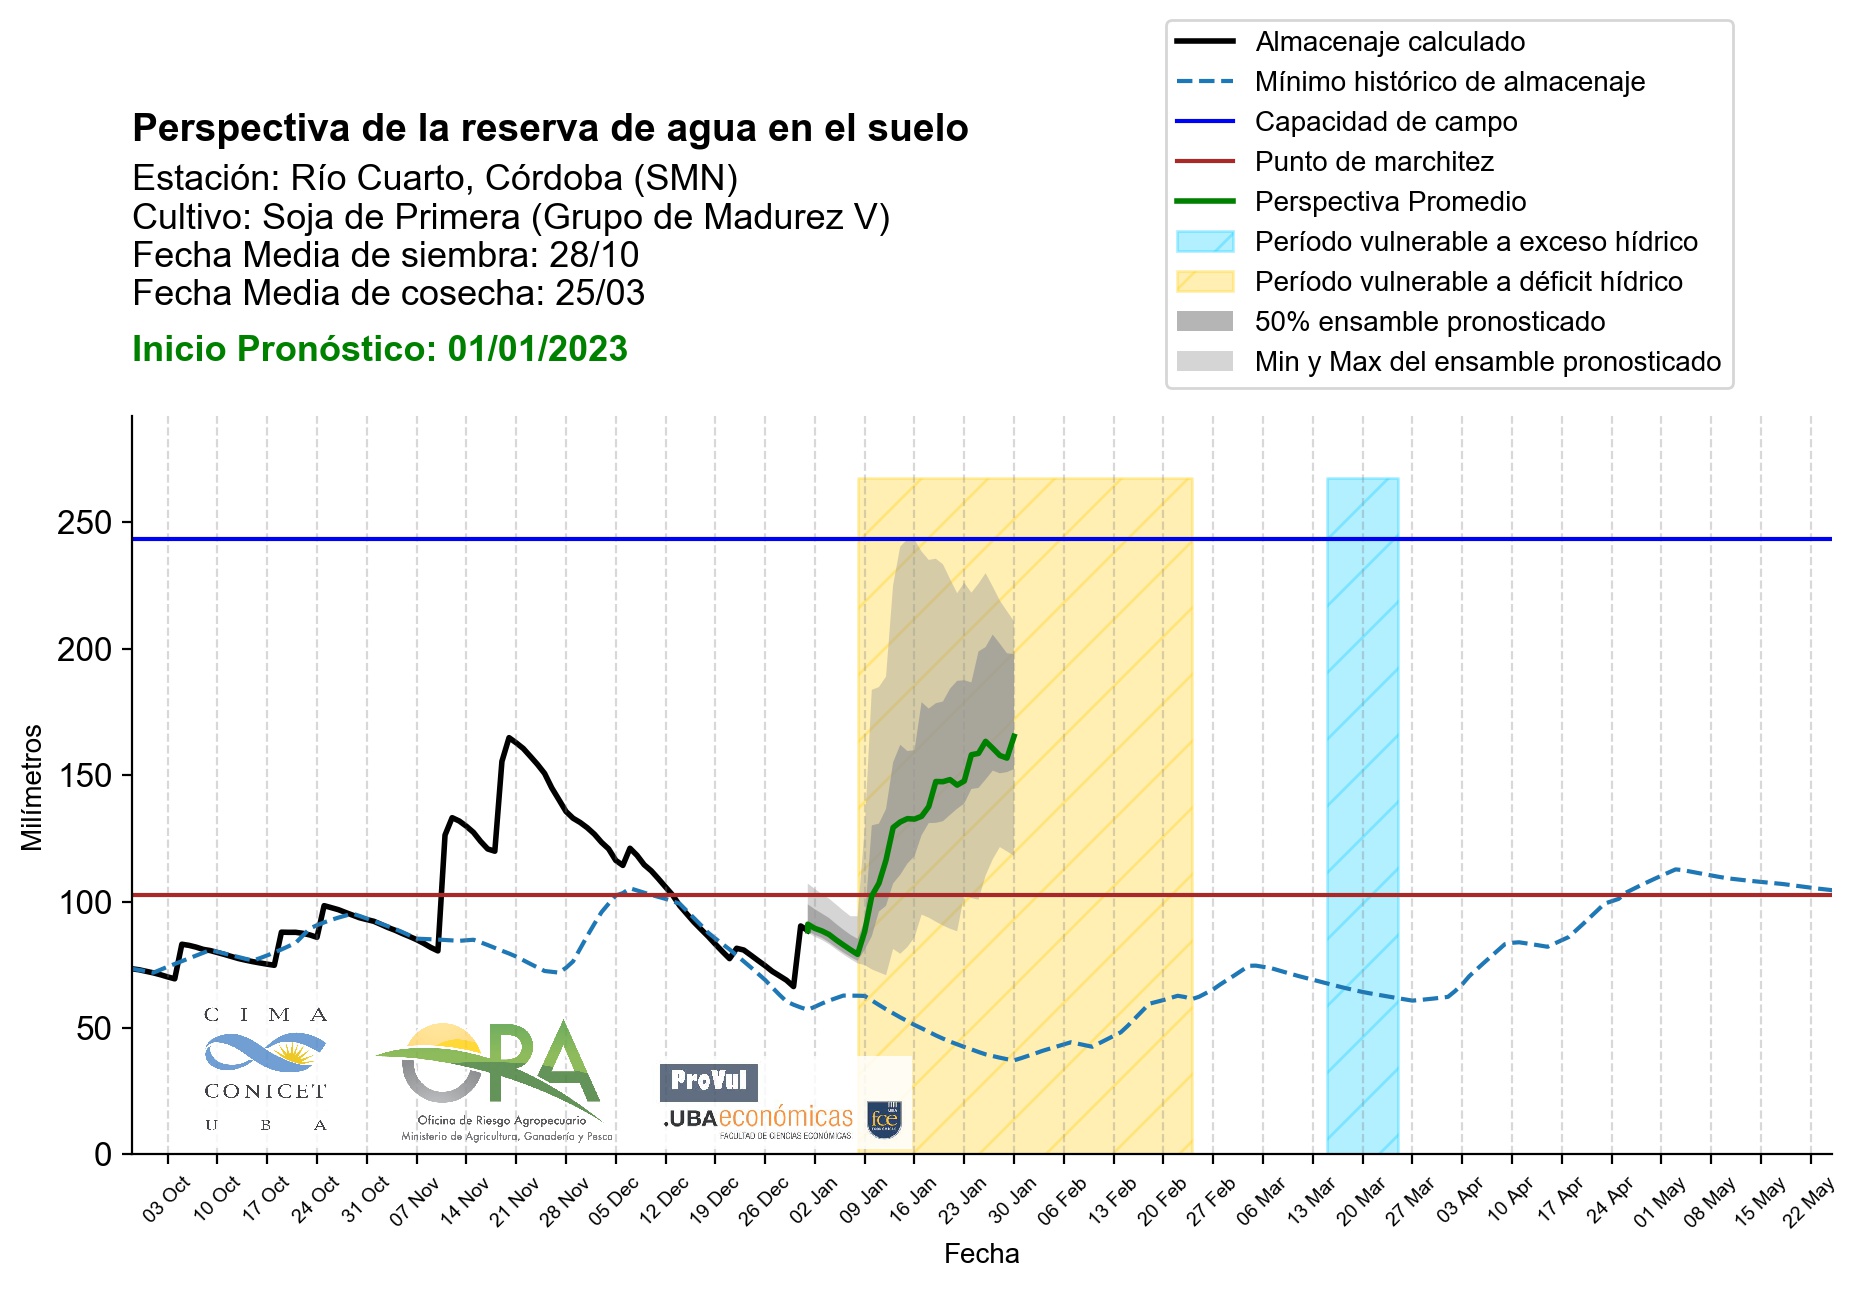 Almacenaje calculado
Mínimo histórico de almacenaje
Capacidad de campo
Punto de marchitez
Perspectiva Promedio
Período vulnerable a exceso hídrico
Período vulnerable a déficit hídrico
50% ensamble pronosticado
Min y Max del ensamble pronosticado
Perspectiva de la reserva de agua en el suelo
Estación: Río Cuarto, Córdoba (SMN)
Cultivo: Soja de Primera (Grupo de Madurez V)
Fecha Media de siembra: 28/10
Fecha Media de cosecha: 25/03
Inicio Pronóstico: 01/01/2023
Milímetros
250
200
150
100
50
0
CIMA
CONICET
UBA
ORA
Oficina de Riesgo Agropecuario
Ministerio de Agricultura, Ganadería y Pesca
ProVul
.UBAeconómicas
FACULTAD DE CIENCIAS ECONÓMICAS
fce
03 Oct
10 Oct
17 Oct
24 Oct
31 Oct
07 Nov
14 Nov
21 Nov
28 Nov
05 Dec
12 Dec
19 Dec
26 Dec
02 Jan
09 Jan
16 Jan
23 Jan
30 Jan
06 Feb
13 Feb
20 Feb
27 Feb
06 Mar
13 Mar
20 Mar
27 Mar
03 Apr
10 Apr
17 Apr
24 Apr
01 May
08 May
15 May
22 May
Fecha